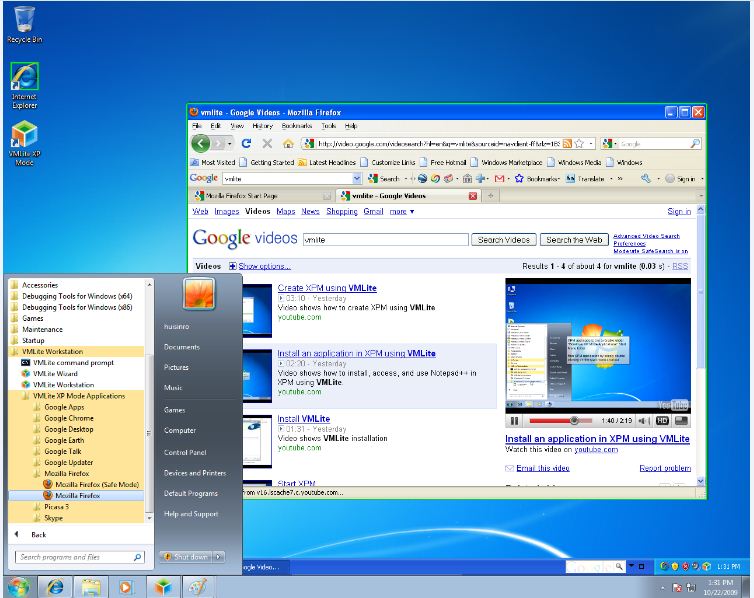 Recycle Bin
Internet
Explorer
VMLite XP
Mode
vmlite - Google Videos - Mozilla Firefox
File Edit View History Bookmarks Tools Help
Google
Most Visited Getting Started Latest Headlines Customize Links Free Hotmail Windows Marketplace Windows Media Windows
Google vmlite Search Bookmarks Translate » Sign in
Mozilla Firefox Start Page vmlite - Google Videos
Web Images Videos Maps News Shopping Gmail more ▼ Sign in
Google videos vmlite Search Videos Search the Web
Advanced Video Search
Preferences
Moderate SafeSearch is on
Videos Show options... Results 1 - 4 of about 4 for vmlite (0.03 s) - RSS
Create XPM using VMLite
03:10 - Yesterday
Video shows how to create XPM using VMLite
youtube.com
Install an application in XPM using VMLite
02:20 - Yesterday
Video shows how to install, access, and use Notepad++ in
XPM using VMLite.
youtube.com
Install VMLite
01:31 - Yesterday
Video shows VMLite installation
youtube.com
Start XPM
YouTube
1:40 / 2:19 HD
Install an application in XPM using VMLite
Watch this video on youtube.com
Email this video Report problem
from v16.lscache7.c.youtube.com...
Accessories
Debugging Tools for Windows (x64)
Debugging Tools for Windows (x86)
Games
Maintenance
Startup
VMLite Workstation
VMLite command prompt
VMLite Wizard
VMLite Workstation
VMLite XP Mode Applications
Google Apps
Google Chrome
Google Desktop
Google Earth
Google Talk
Google Updater
Mozilla Firefox
Mozilla Firefox (Safe Mode)
Mozilla Firefox
Picasa 3
Skype
Back
Search programs and files
huisinro
Documents
Pictures
Music
Games
Computer
Control Panel
Devices and Printers
Default Programs
Help and Support
Shut down
Google Video... Google 1:31 PM
1:31 PM
10/22/2009